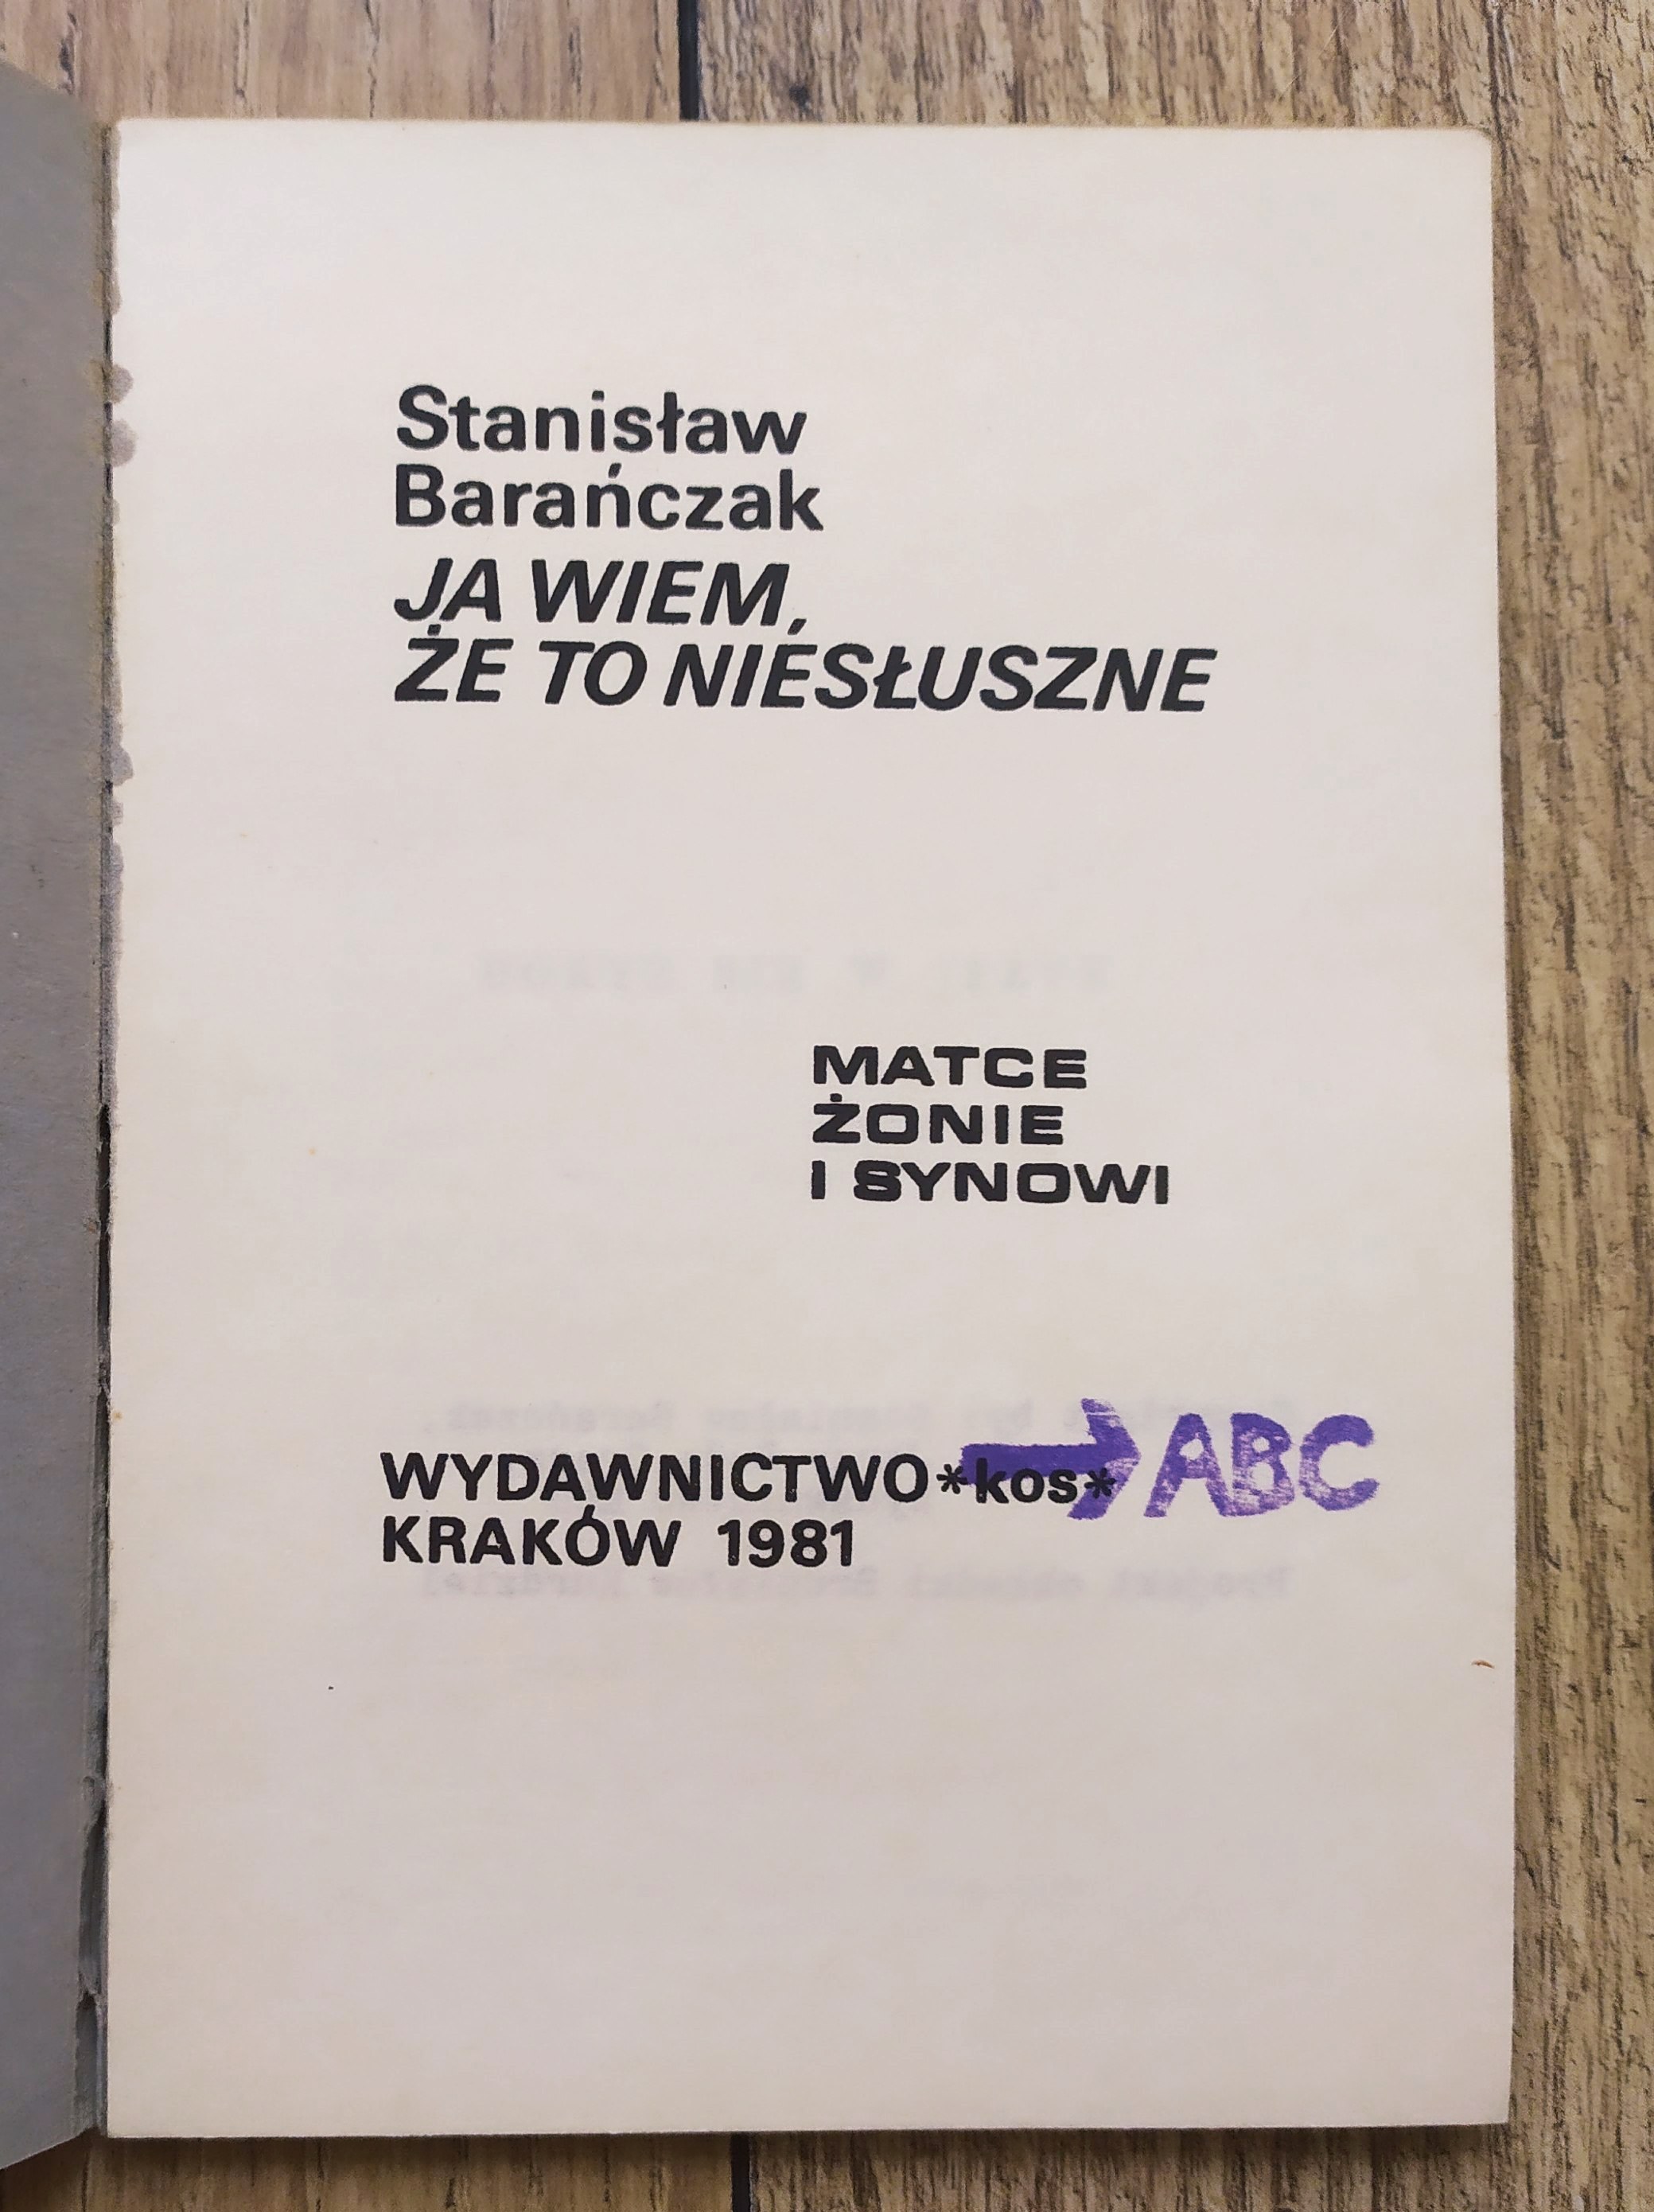 Stanisław
Barańczak
JA WIEM,
ŻE TO NIESŁUSZNE
MATCE
ŻONIE
I SYNOWI
WYDAWNICTWO *kos* → ABC
KRAKÓW 1981